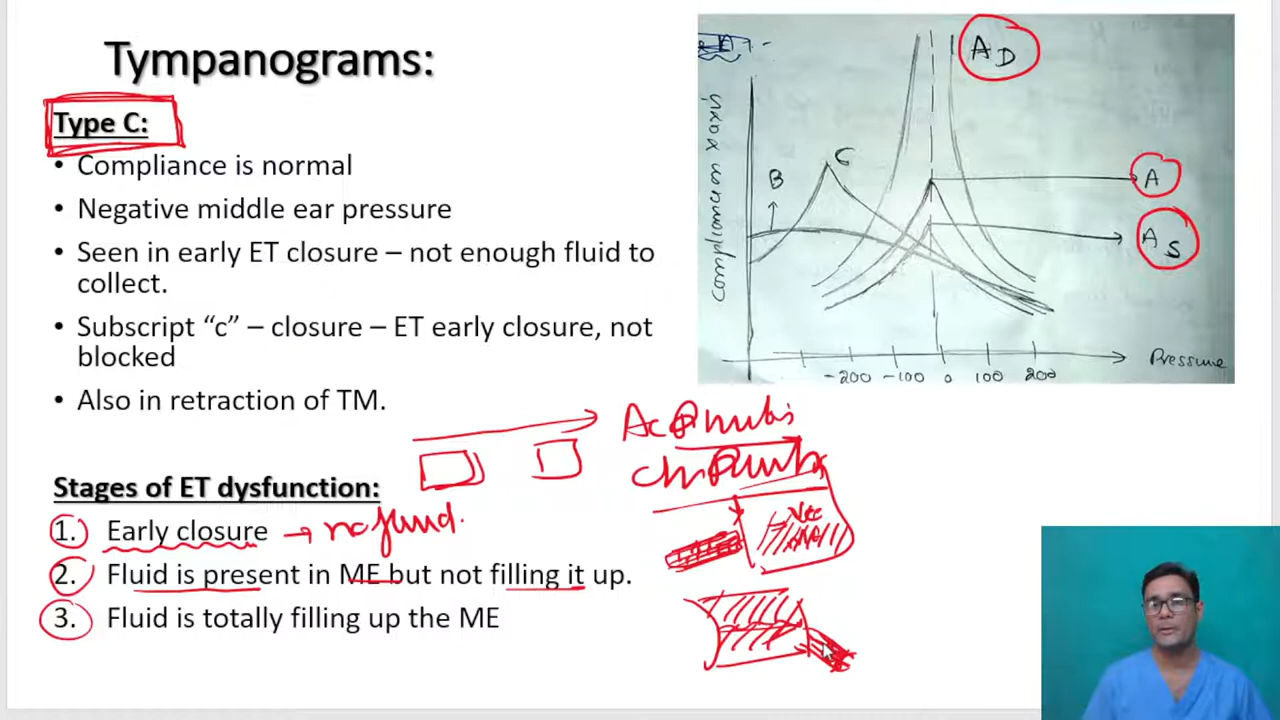 Tympanograms:
Type C:
• Compliance is normal
• Negative middle ear pressure
• Seen in early ET closure – not enough fluid to
collect.
• Subscript “c” – closure – ET early closure, not
blocked
• Also in retraction of TM.
Stages of ET dysfunction:
1. Early closure → no fluid.
2. Fluid is present in ME but not filling it up.
3. Fluid is totally filling up the ME
A D
B
C
A
A S
-200 -100 0 100 200
Pressure